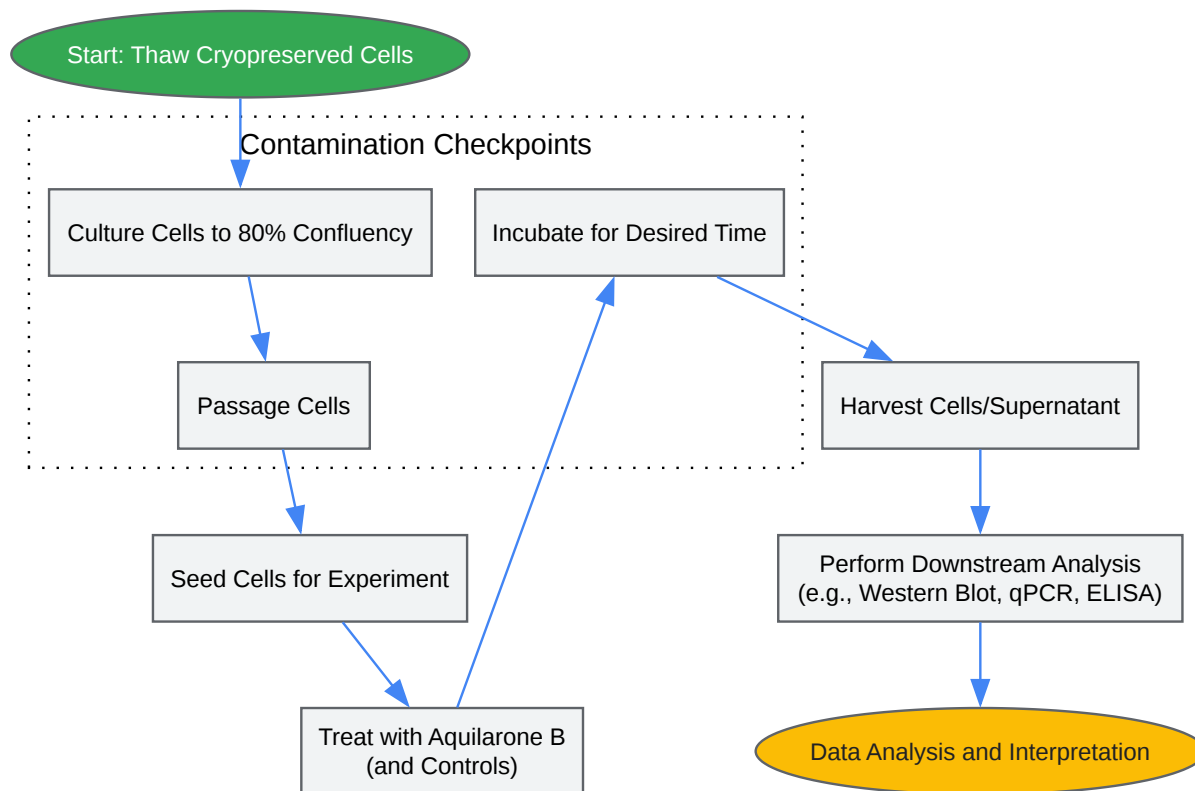 Start: Thaw Cryopreserved Cells
Contamination Checkpoints
Culture Cells to 80% Confluency
Passage Cells
Seed Cells for Experiment
Treat with Aquilarone B
(and Controls)
Incubate for Desired Time
Harvest Cells/Supernatant
Perform Downstream Analysis
(e.g., Western Blot, qPCR, ELISA)
Data Analysis and Interpretation